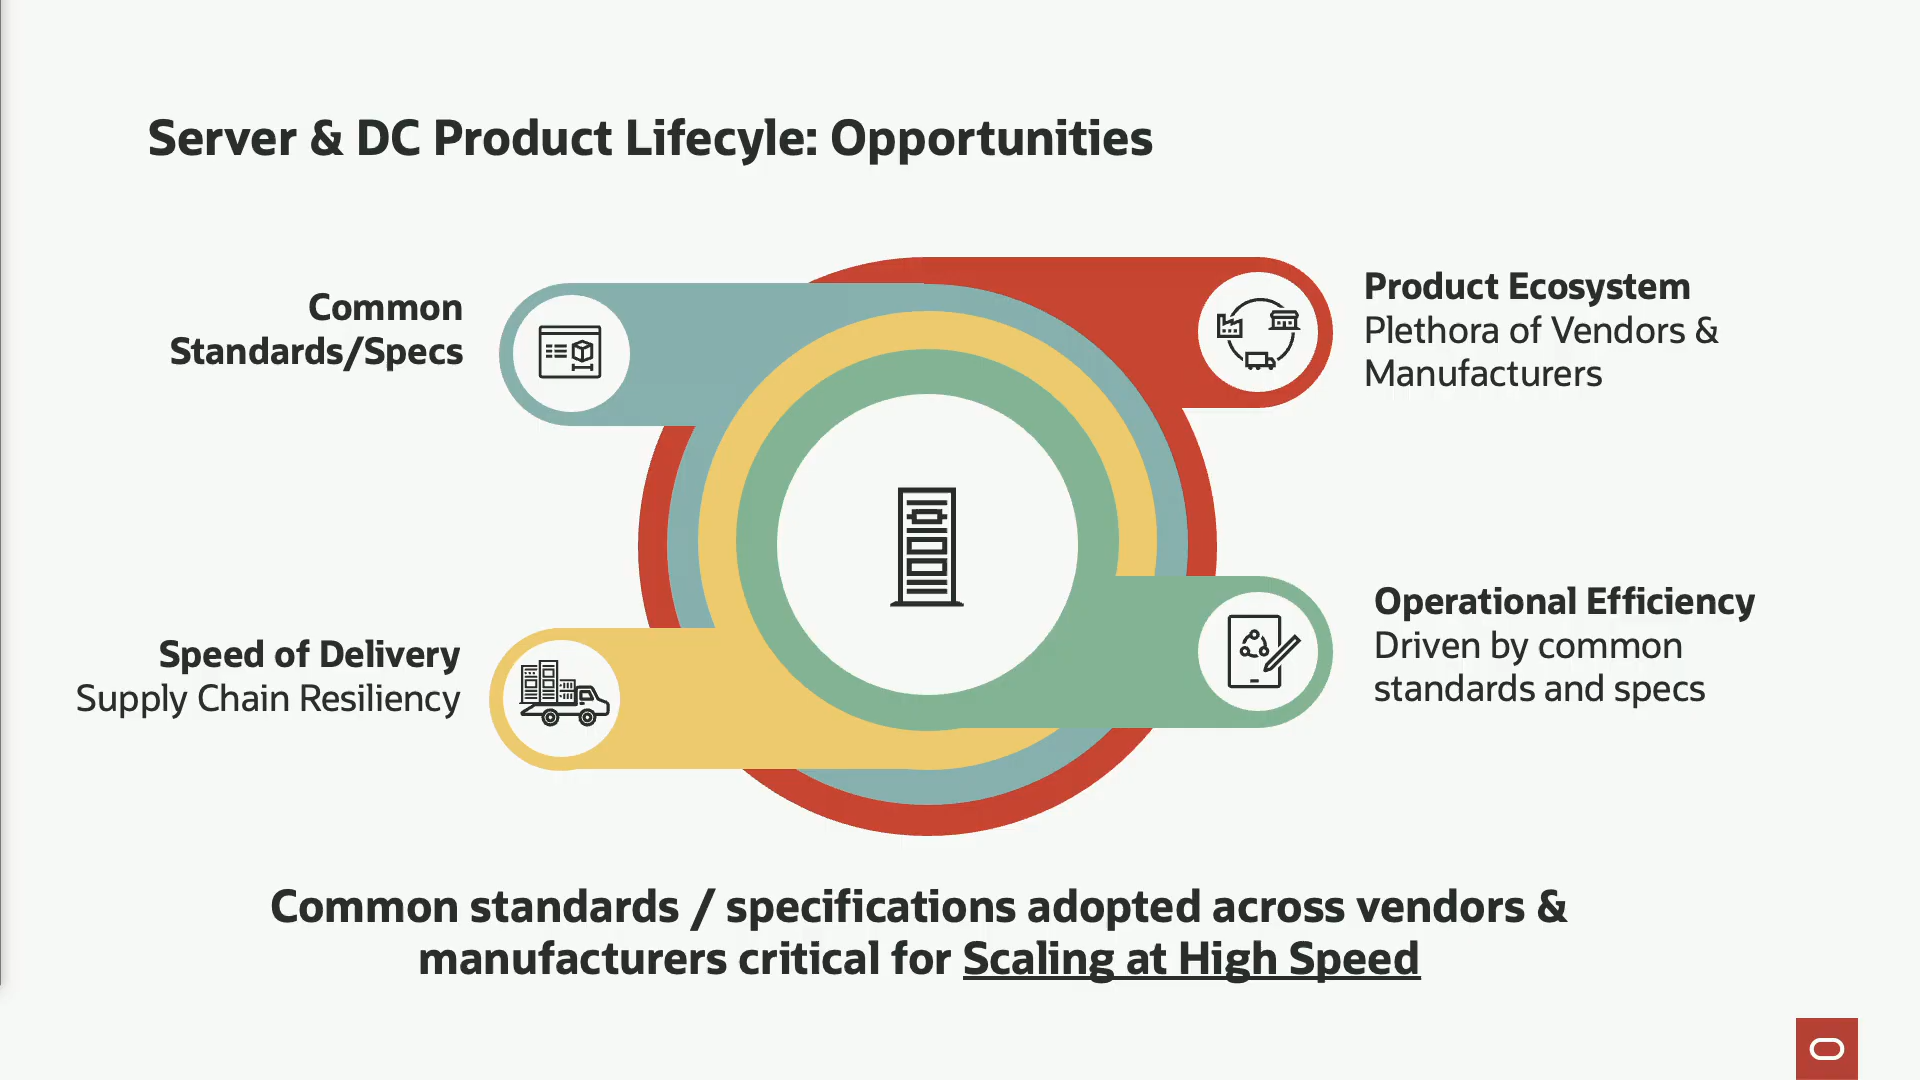 Server & DC Product Lifecyle: Opportunities
Common
Standards/Specs
Product Ecosystem
Plethora of Vendors &
Manufacturers
Speed of Delivery
Supply Chain Resiliency
Operational Efficiency
Driven by common
standards and specs
Common standards / specifications adopted across vendors &
manufacturers critical for Scaling at High Speed